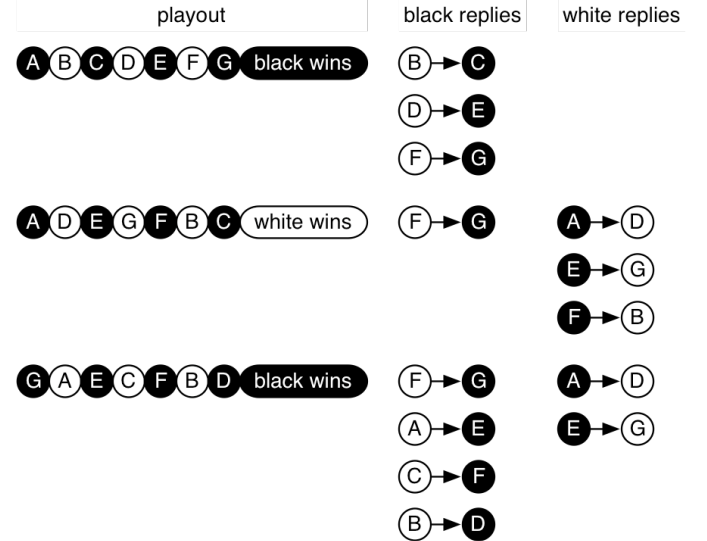 playout black replies white replies
A B C D E F G black wins B C
D E
F G
A D E G F B C white wins F G A D
E G
F B
G A E C F B D black wins F G A D
A E E G
C F
B D